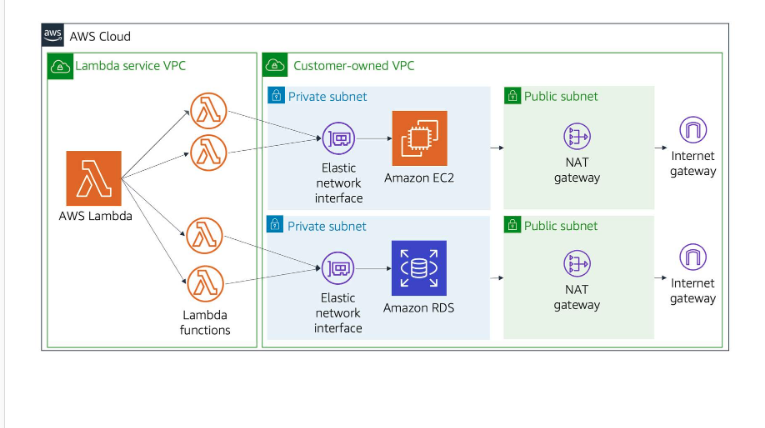 aws
AWS Cloud
Lambda service VPC
AWS Lambda
Lambda
functions
Customer-owned VPC
Private subnet
Elastic
network
interface
Amazon EC2
Public subnet
NAT
gateway
Internet
gateway
Private subnet
Elastic
network
interface
Amazon RDS
Public subnet
NAT
gateway
Internet
gateway